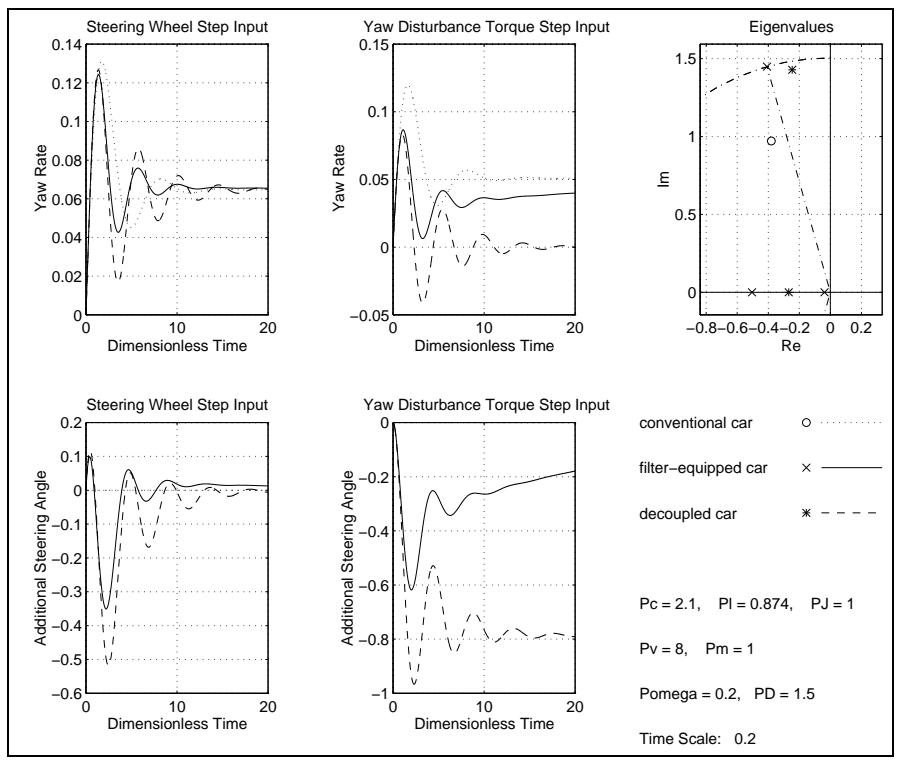 Steering Wheel Step Input
0.14
0.12
0.1
0.08
0.06
0.04
0.02
0
0 10 20
Yaw Rate
Dimensionless Time
Yaw Disturbance Torque Step Input
0.15
0.1
0.05
0
−0.05
0 10 20
Yaw Rate
Dimensionless Time
Eigenvalues
1.5
1
0.5
0
−0.8 −0.6 −0.4 −0.2 0 0.2
Im
Re
Steering Wheel Step Input
0.2
0.1
0
−0.1
−0.2
−0.3
−0.4
−0.5
−0.6
0 10 20
Additional Steering Angle
Dimensionless Time
Yaw Disturbance Torque Step Input
0
−0.2
−0.4
−0.6
−0.8
−1
0 10 20
Additional Steering Angle
Dimensionless Time
conventional car
filter−equipped car
decoupled car
Pc = 2.1, Pl = 0.874, PJ = 1
Pv = 8, Pm = 1
Pomega = 0.2, PD = 1.5
Time Scale: 0.2